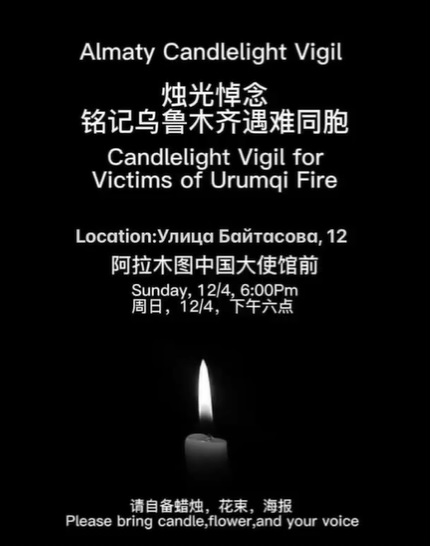 Almaty Candlelight Vigil
烛光悼念
铭记乌鲁木齐遇难同胞
Candlelight Vigil for
Victims of Urumqi Fire
Location:Улица Байтасова, 12
阿拉木图中国大使馆前
Sunday, 12/4, 6:00Pm
周日，12/4，下午六点
请自备蜡烛，花束，海报
Please bring candle,flower,and your voice